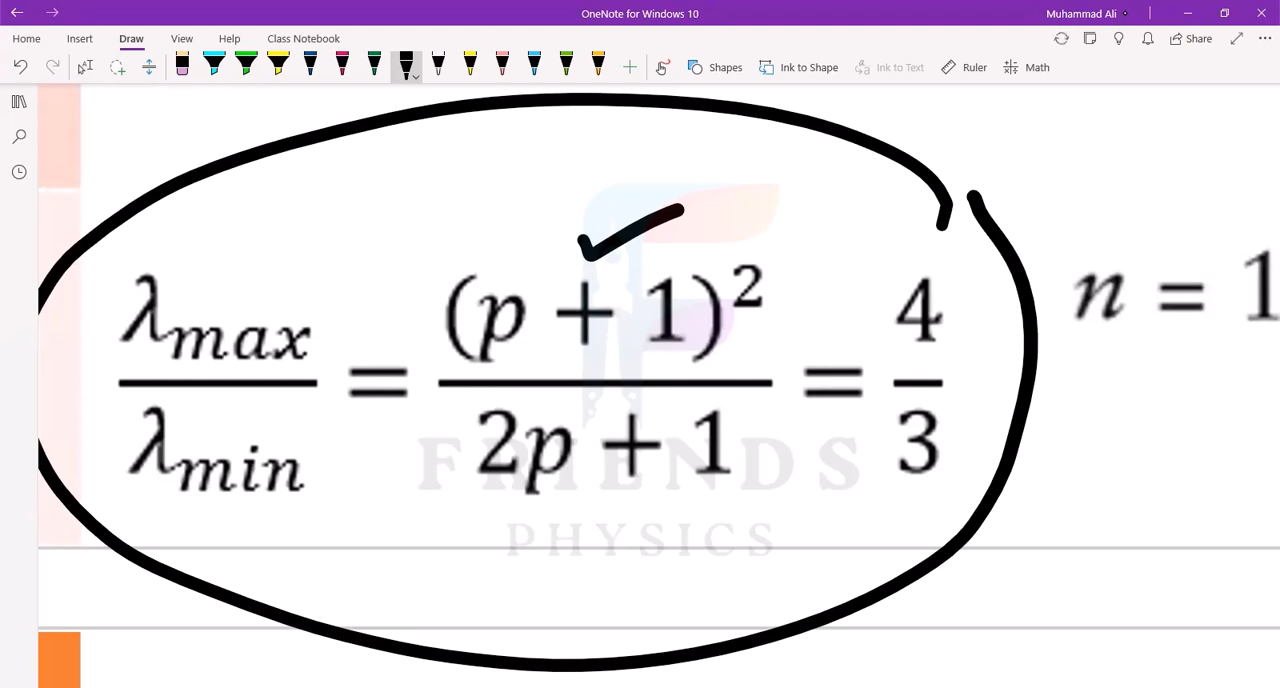 OneNote for Windows 10
Muhammad Ali
Home Insert Draw View Help Class Notebook
Share
Shapes Ink to Shape Ink to Text Ruler Math
λmax/λmin = (p + 1)²/2p + 1 = 4/3
n = 1
FRIENDS
PHYSICS